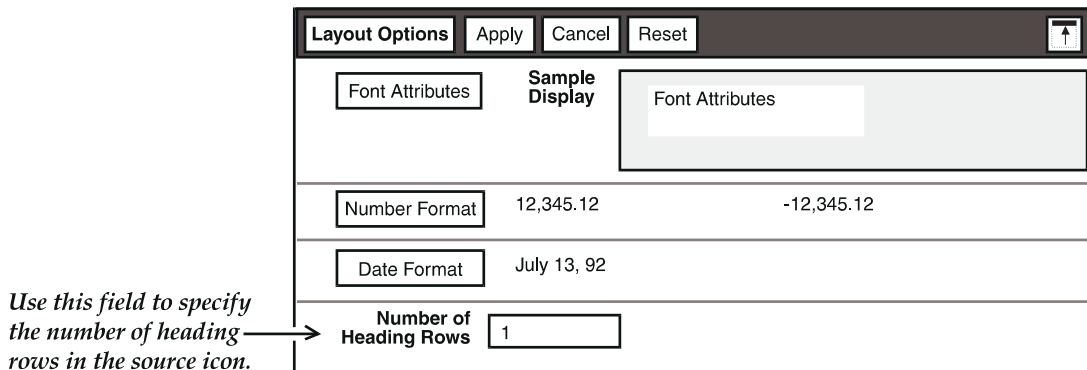 Layout Options Apply Cancel Reset
Font Attributes
Sample
Display
Font Attributes
Number Format 12,345.12 -12,345.12
Date Format July 13, 92
Number of
Heading Rows 1
Use this field to specify
the number of heading
rows in the source icon.